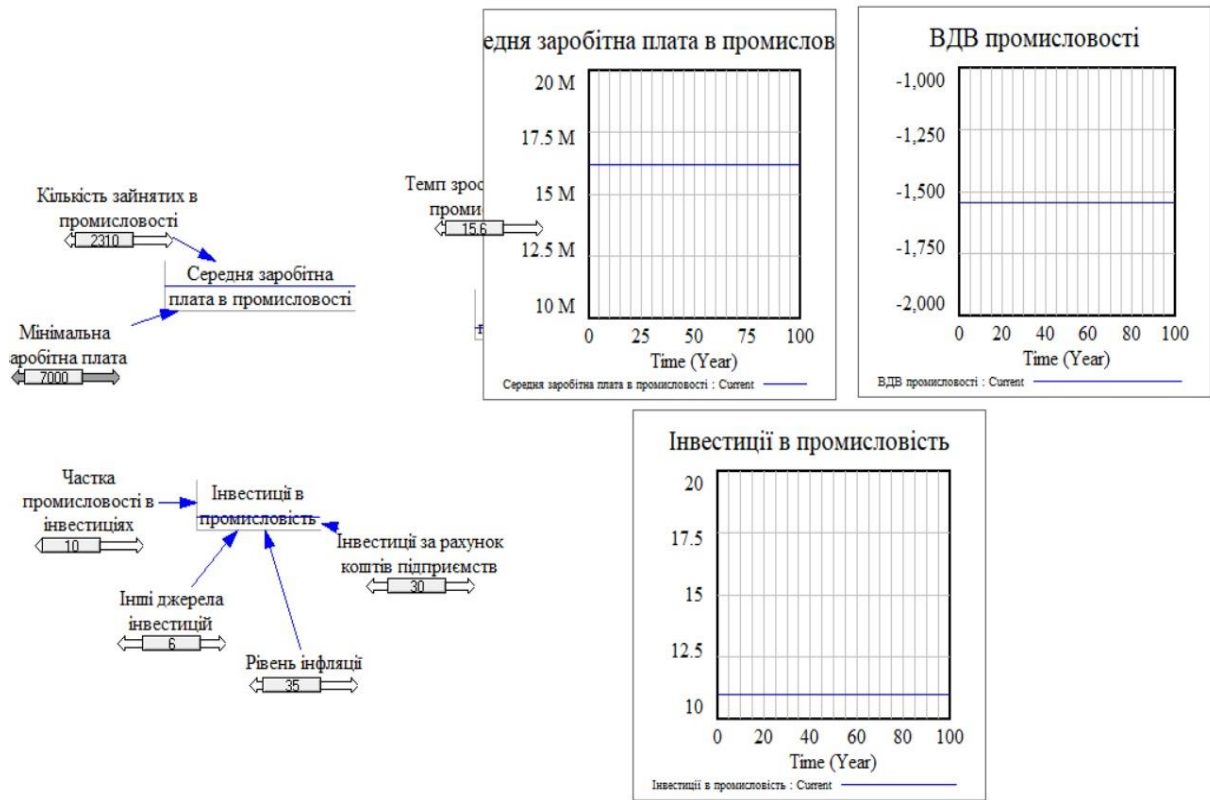 Кількість зайнятих в
промисловості
2310
Середня заробітна
плата в промисловості
Мінімальна
аробітна плата
7000
Темп зрос
промис
15.6
едня заробітна плата в промислов
20 M
17.5 M
15 M
12.5 M
10 M
0 25 50 75 100
Time (Year)
Середня заробітна плата в промисловості : Current
ВДВ промисловості
-1,000
-1,250
-1,500
-1,750
-2,000
0 20 40 60 80 100
Time (Year)
ВДВ промисловості : Current
Частка
промисловості в
інвестиціях
10
Інвестиції в
промисловість
Інвестиції за рахунок
коштів підприємств
30
Інші джерела
інвестицій
6
Рівень інфляції
35
Інвестиції в промисловість
20
17.5
15
12.5
10
0 20 40 60 80 100
Time (Year)
Інвестиції в промисловість : Current